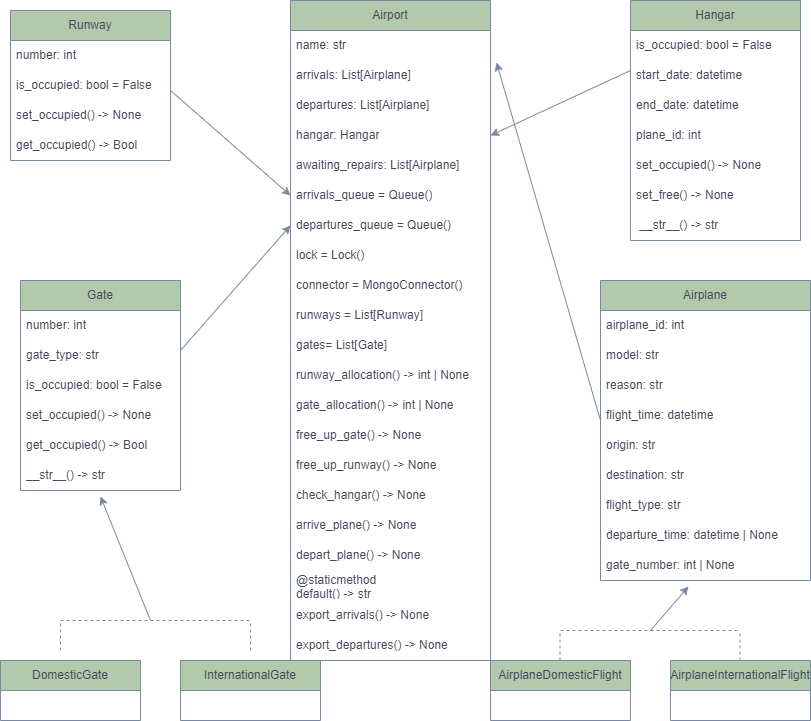 Runway
number: int
is_occupied: bool = False
set_occupied() -> None
get_occupied() -> Bool
Airport
name: str
arrivals: List[Airplane]
departures: List[Airplane]
hangar: Hangar
awaiting_repairs: List[Airplane]
arrivals_queue = Queue()
departures_queue = Queue()
lock = Lock()
connector = MongoConnector()
runways = List[Runway]
gates= List[Gate]
runway_allocation() -> int | None
gate_allocation() -> int | None
free_up_gate() -> None
free_up_runway() -> None
check_hangar() -> None
arrive_plane() -> None
depart_plane() -> None
@staticmethod
default() -> str
export_arrivals() -> None
export_departures() -> None
Hangar
is_occupied: bool = False
start_date: datetime
end_date: datetime
plane_id: int
set_occupied() -> None
set_free() -> None
__str__() -> str
Gate
number: int
gate_type: str
is_occupied: bool = False
set_occupied() -> None
get_occupied() -> Bool
__str__() -> str
Airplane
airplane_id: int
model: str
reason: str
flight_time: datetime
origin: str
destination: str
flight_type: str
departure_time: datetime | None
gate_number: int | None
DomesticGate
InternationalGate
AirplaneDomesticFlight
AirplaneInternationalFlight